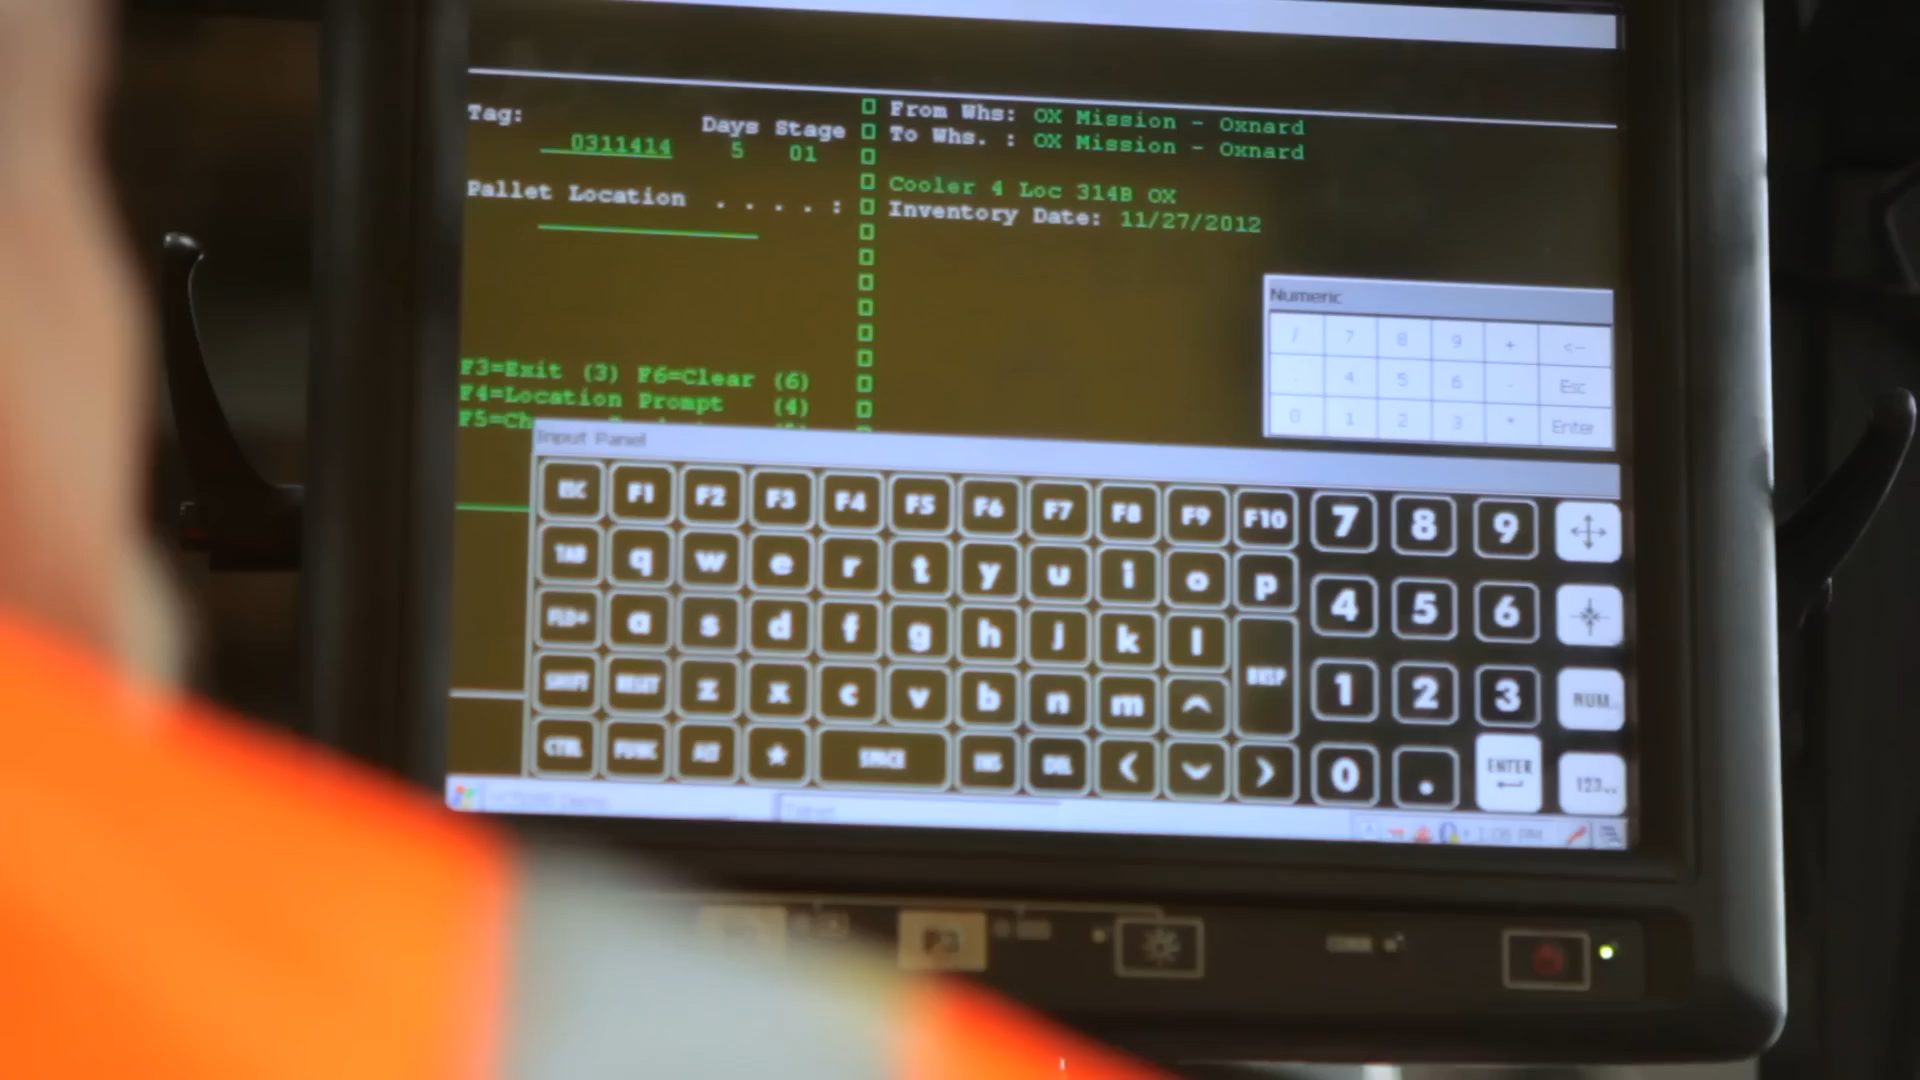 Tag:
0311414
Days Stage
5 01
Pallet Location . . . . :
From Whs: OX Mission - Oxnard
To Whs. : OX Mission - Oxnard
Cooler 4 Loc 314B OX
Inventory Date: 11/27/2012
F3=Exit (3) F6=Clear (6)
F4=Location Prompt (4)
Numeric
/ 7 8 9 + <--
. 4 5 6 - Esc
0 1 2 3 * Enter
Input Panel
ESC F1 F2 F3 F4 F5 F6 F7 F8 F9 F10 7 8 9
TAB q w e r t y u i o p 4 5 6
FLD+ a s d f g h j k l
SHIFT RESET z x c v b n m ^ BKSP 1 2 3 NUM
CTRL FUNC ALT SPACE INS DEL 0 . ENTER 123..
1:06 PM